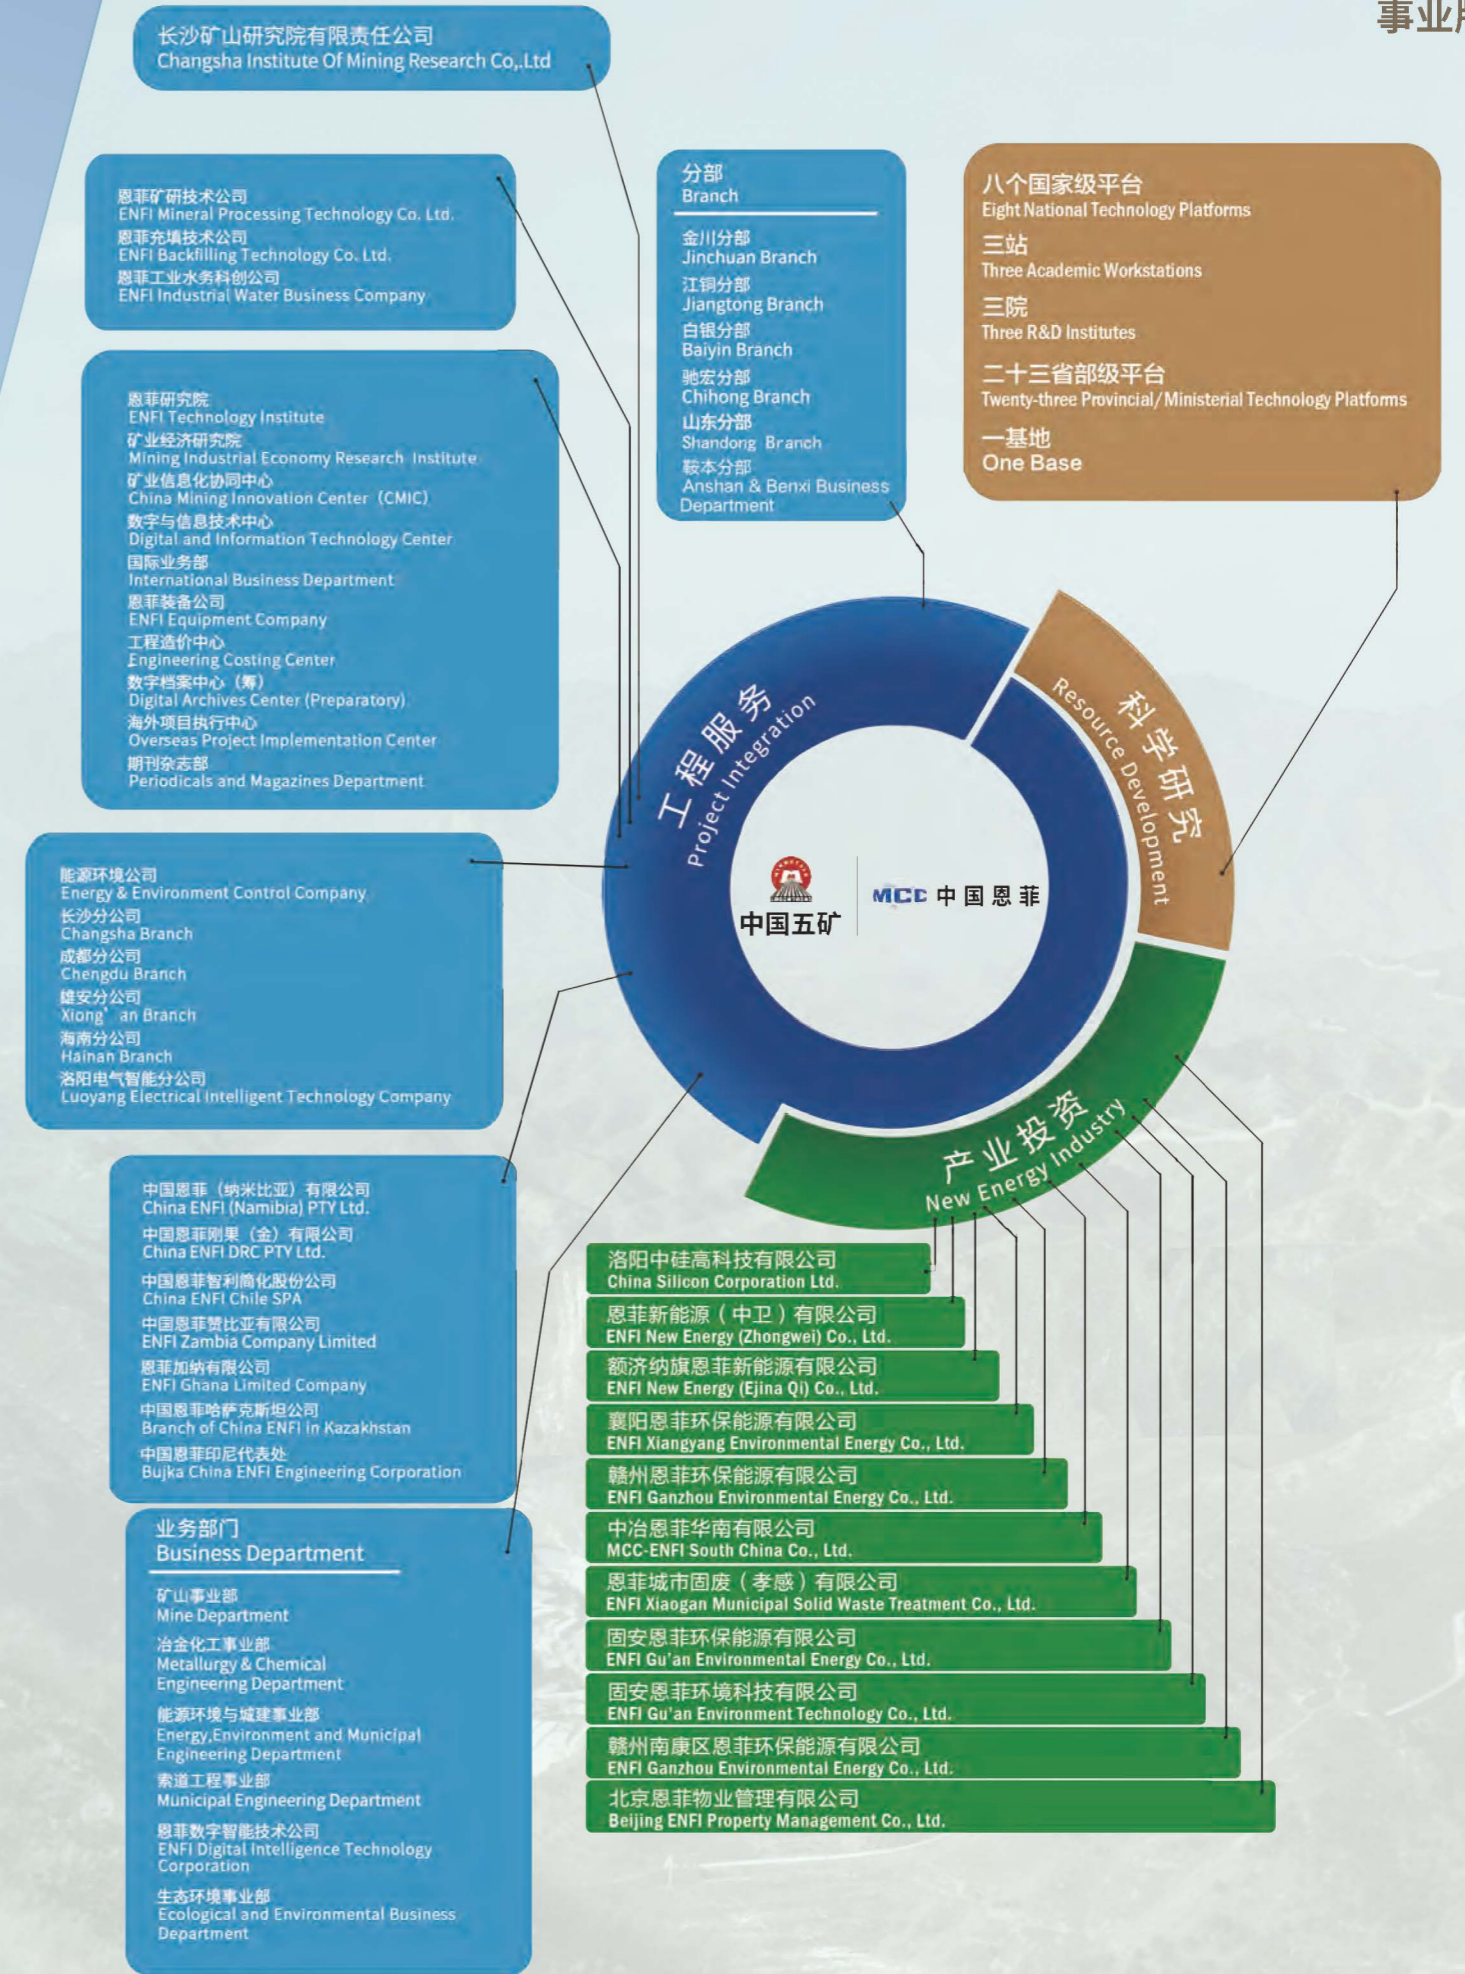 事业
长沙矿山研究院有限责任公司
Changsha Institute Of Mining Research Co,.Ltd
恩菲矿研技术公司
ENFI Mineral Processing Technology Co. Ltd.
恩菲充填技术公司
ENFI Backfilling Technology Co. Ltd.
恩菲工业水务科创公司
ENFI Industrial Water Business Company
恩菲研究院
ENFI Technology Institute
矿业经济研究院
Mining Industrial Economy Research Institute
矿业信息化协同中心
China Mining Innovation Center（CMIC）
数字与信息技术中心
Digital and Information Technology Center
国际业务部
International Business Department
恩菲装备公司
ENFI Equipment Company
工程造价中心
Engineering Costing Center
数字档案中心（筹）
Digital Archives Center (Preparatory)
海外项目执行中心
Overseas Project Implementation Center
期刊杂志部
Periodicals and Magazines Department
能源环境公司
Energy & Environment Control Company
长沙分公司
Changsha Branch
成都分公司
Chengdu Branch
雄安分公司
Xiong’an Branch
海南分公司
Hainan Branch
洛阳电气智能分公司
Luoyang Electrical Intelligent Technology Company
中国恩菲（纳米比亚）有限公司
China ENFI (Namibia) PTY Ltd.
中国恩菲刚果（金）有限公司
China ENFI DRC PTY Ltd.
中国恩菲智利简化股份公司
China ENFI Chile SPA
中国恩菲赞比亚有限公司
ENFI Zambia Company Limited
恩菲加纳有限公司
ENFI Ghana Limited Company
中国恩菲哈萨克斯坦公司
Branch of China ENFI in Kazakhstan
中国恩菲印尼代表处
Bujka China ENFI Engineering Corporation
业务部门
Business Department
矿山事业部
Mine Department
冶金化工事业部
Metallurgy & Chemical
Engineering Department
能源环境与城建事业部
Energy,Environment and Municipal
Engineering Department
索道工程事业部
Municipal Engineering Department
恩菲数字智能技术公司
ENFI Digital Intelligence Technology
Corporation
生态环境事业部
Ecological and Environmental Business
Department
分部
Branch
金川分部
Jinchuan Branch
江铜分部
Jiangtong Branch
白银分部
Baiyin Branch
驰宏分部
Chihong Branch
山东分部
Shandong Branch
鞍本分部
Anshan & Benxi Business
Department
八个国家级平台
Eight National Technology Platforms
三站
Three Academic Workstations
三院
Three R&D Institutes
二十三省部级平台
Twenty-three Provincial/Ministerial Technology Platforms
一基地
One Base
工程服务
Project Integration
科学研究
Resource Development
产业投资
New Energy Industry
中国五矿
MCC 中国恩菲
洛阳中硅高科技有限公司
China Silicon Corporation Ltd.
恩菲新能源（中卫）有限公司
ENFI New Energy (Zhongwei) Co., Ltd.
额济纳旗恩菲新能源有限公司
ENFI New Energy (Ejina Qi) Co., Ltd.
襄阳恩菲环保能源有限公司
ENFI Xiangyang Environmental Energy Co., Ltd.
赣州恩菲环保能源有限公司
ENFI Ganzhou Environmental Energy Co., Ltd.
中冶恩菲华南有限公司
MCC-ENFI South China Co., Ltd.
恩菲城市固废（孝感）有限公司
ENFI Xiaogan Municipal Solid Waste Treatment Co., Ltd.
固安恩菲环保能源有限公司
ENFI Gu'an Environmental Energy Co., Ltd.
固安恩菲环境科技有限公司
ENFI Gu'an Environment Technology Co., Ltd.
赣州南康区恩菲环保能源有限公司
ENFI Ganzhou Environmental Energy Co., Ltd.
北京恩菲物业管理有限公司
Beijing ENFI Property Management Co., Ltd.